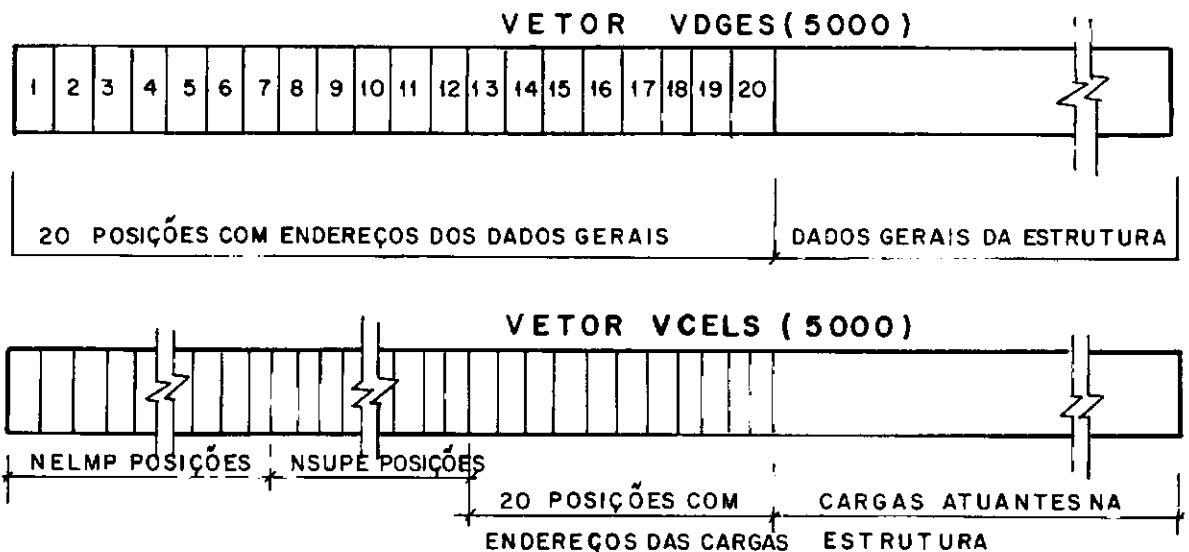 VETOR VDGES(5000)
1 2 3 4 5 6 7 8 9 10 11 12 13 14 15 16 17 18 19 20
20 POSIÇÕES COM ENDEREÇOS DOS DADOS GERAIS DADOS GERAIS DA ESTRUTURA
VETOR VCELS (5000)
NELMP POSIÇÕES NSUPE POSIÇÕES
20 POSIÇÕES COM CARGAS ATUANTES NA
ENDEREÇOS DAS CARGAS ESTRUTURA